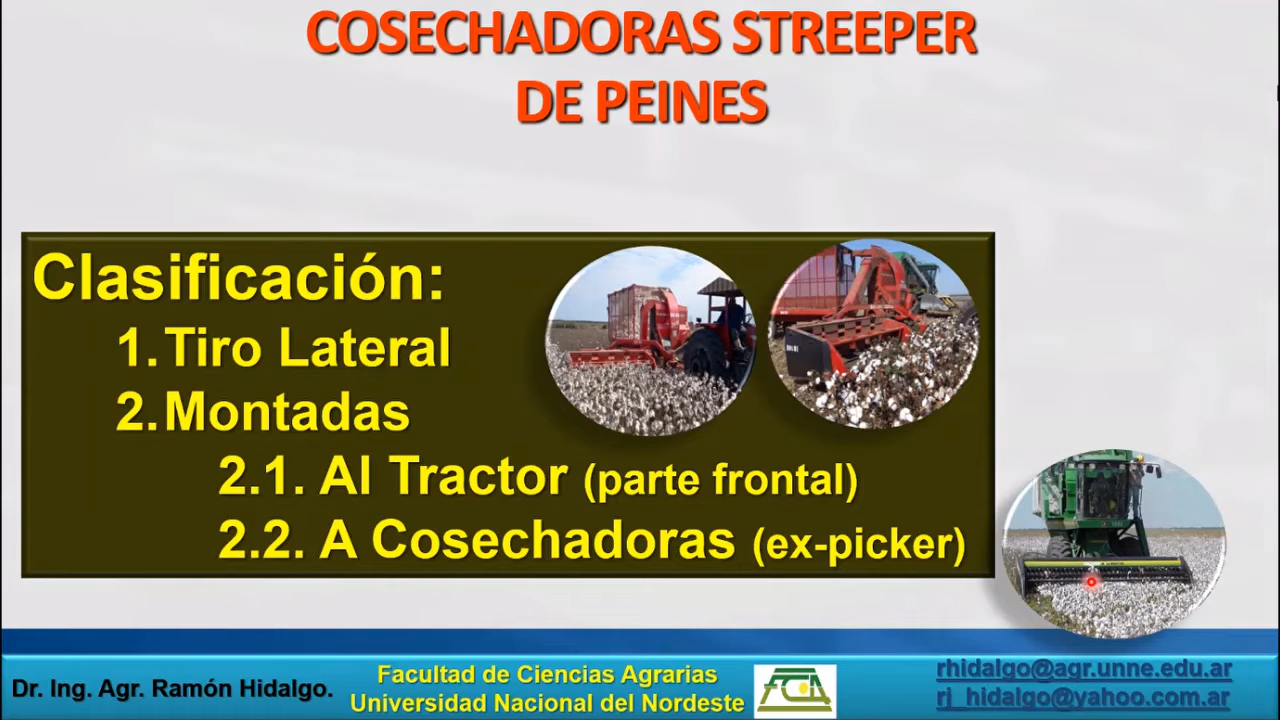 COSECHADORAS STREEPER
DE PEINES
Clasificación:
1. Tiro Lateral
2. Montadas
2.1. Al Tractor (parte frontal)
2.2. A Cosechadoras (ex-picker)
Dr. Ing. Agr. Ramón Hidalgo.
Facultad de Ciencias Agrarias
Universidad Nacional del Nordeste
FCA
rhidalgo@agr.unne.edu.ar
rj_hidalgo@yahoo.com.ar